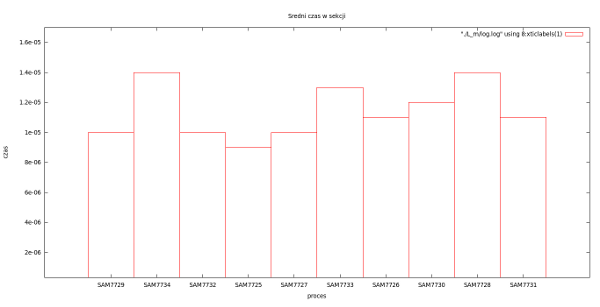 Sredni czas w sekcji
"./L_m/log.log" using 8:xticlabels(1)
1.6e-05
1.4e-05
1.2e-05
1e-05
8e-06
6e-06
4e-06
2e-06
czas
SAM7729 SAM7734 SAM7732 SAM7725 SAM7727 SAM7733 SAM7726 SAM7730 SAM7728 SAM7731
proces